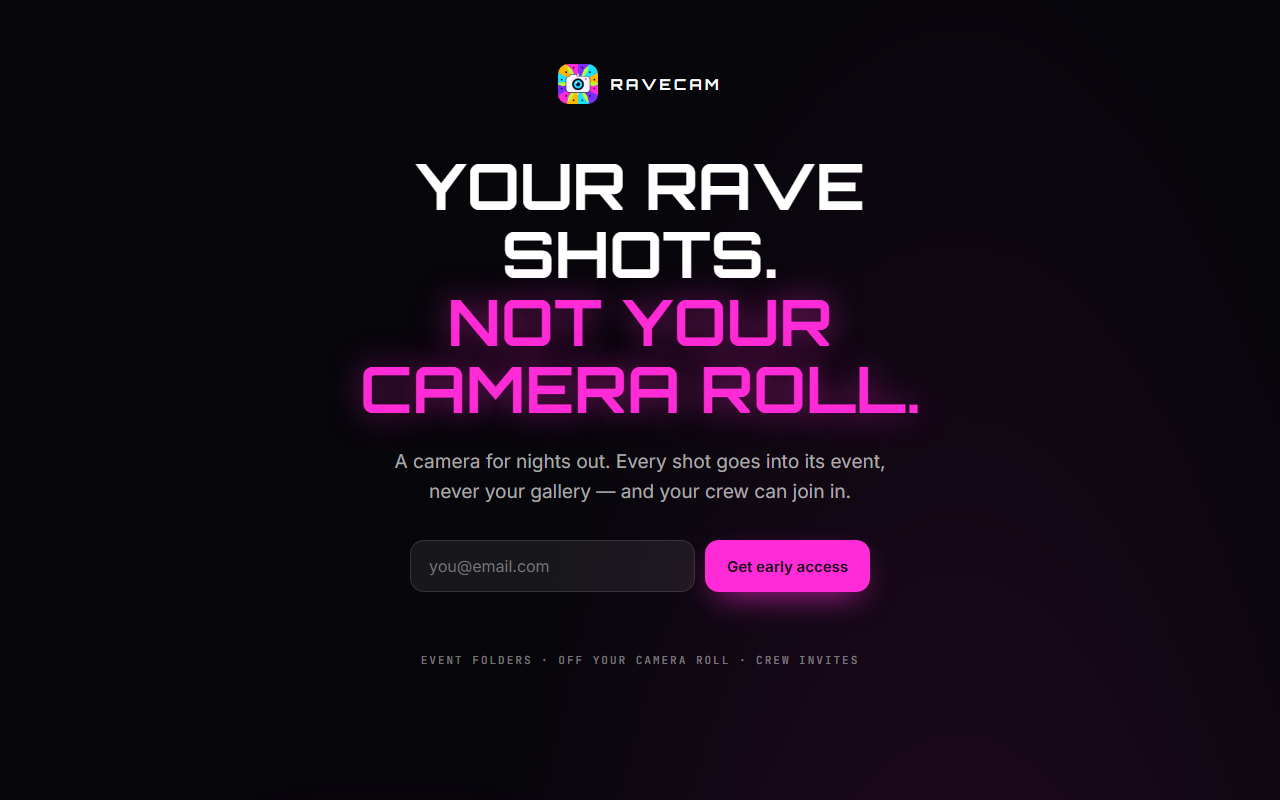 RAVECAM
YOUR RAVE
SHOTS.
NOT YOUR
CAMERA ROLL.
A camera for nights out. Every shot goes into its event,
never your gallery — and your crew can join in.
you@email.com
Get early access
EVENT FOLDERS · OFF YOUR CAMERA ROLL · CREW INVITES